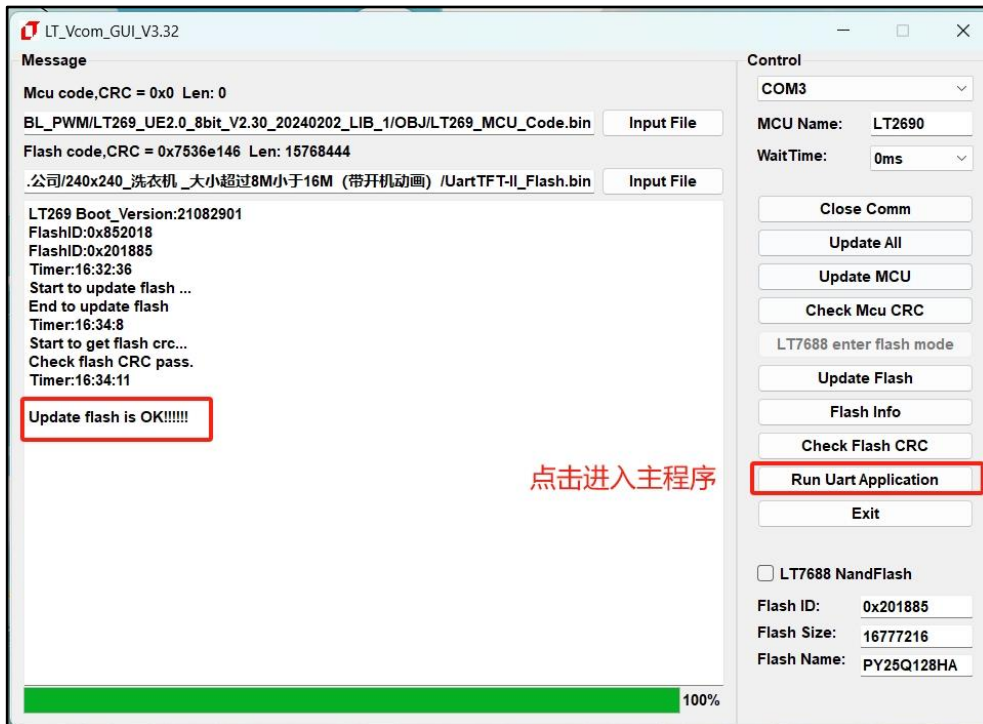 LT_Vcom_GUI_V3.32
Message
Mcu code,CRC = 0x0 Len: 0
BL_PWM/LT269_UE2.0_8bit_V2.30_20240202_LIB_1/OBJ/LT269_MCU_Code.bin
Input File
Flash code,CRC = 0x7536e146 Len: 15768444
.公司/240x240_洗衣机 _大小超过8M小于16M（带开机动画）/UartTFT-II_Flash.bin
Input File
LT269 Boot_Version:21082901
FlashID:0x852018
FlashID:0x201885
Timer:16:32:36
Start to update flash ...
End to update flash
Timer:16:34:8
Start to get flash crc...
Check flash CRC pass.
Timer:16:34:11
Update flash is OK!!!!!!
点击进入主程序
100%
Control
COM3
MCU Name: LT2690
WaitTime: 0ms
Close Comm
Update All
Update MCU
Check Mcu CRC
LT7688 enter flash mode
Update Flash
Flash Info
Check Flash CRC
Run Uart Application
Exit
LT7688 NandFlash
Flash ID: 0x201885
Flash Size: 16777216
Flash Name: PY25Q128HA